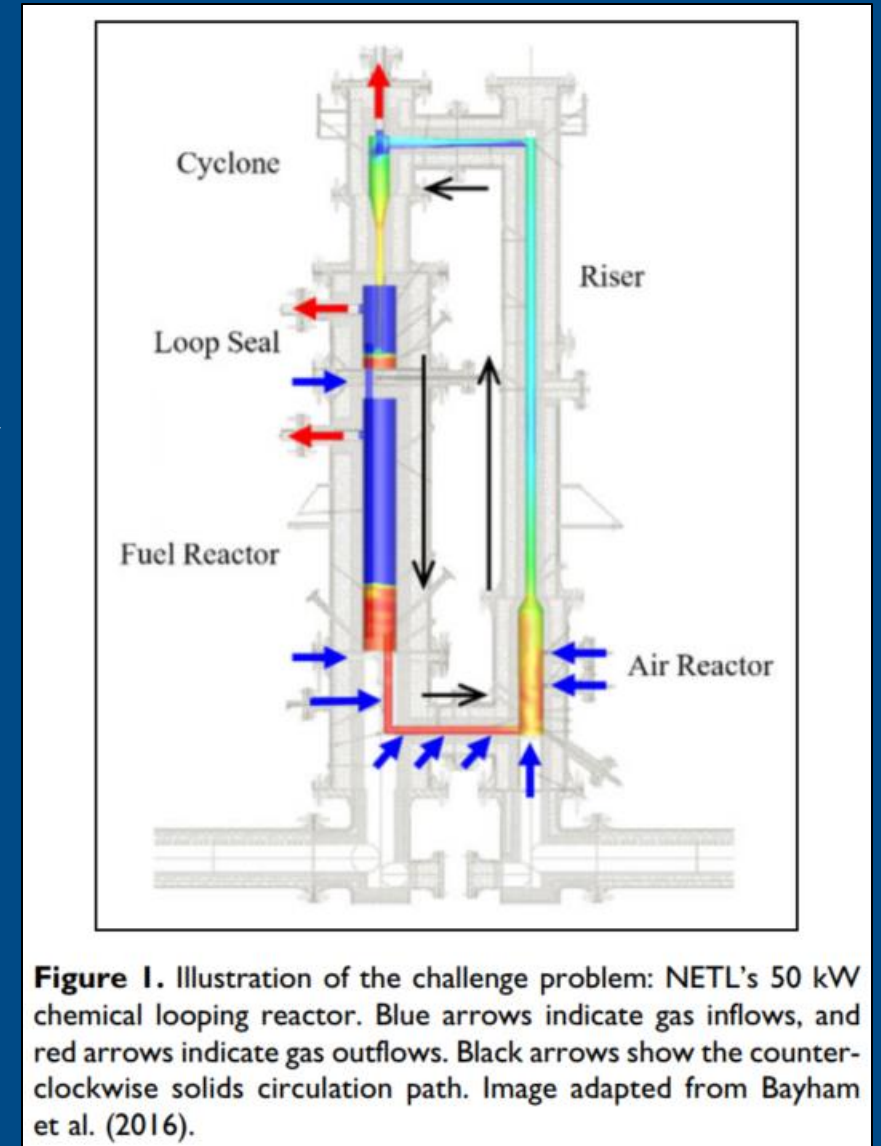 Cyclone
Riser
Loop Seal
Fuel Reactor
Air Reactor
Figure 1. Illustration of the challenge problem: NETL's 50 kW
chemical looping reactor. Blue arrows indicate gas inflows, and
red arrows indicate gas outflows. Black arrows show the counter-
clockwise solids circulation path. Image adapted from Bayham
et al. (2016).